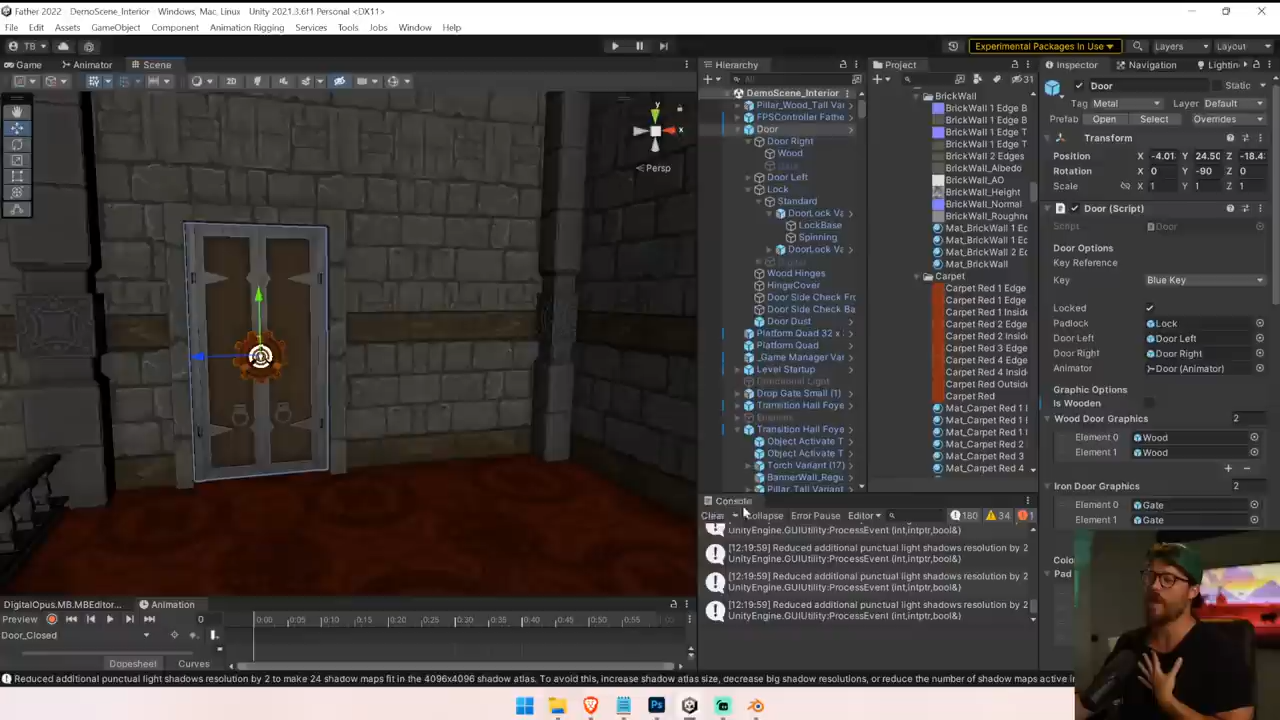 Father 2022 - DemoScene_Interior - Windows, Mac, Linux - Unity 2021.3.6f1 Personal <DX11>
File Edit Assets GameObject Component Animation Rigging Services Tools Jobs Window Help
TB
Experimental Packages In Use
Layers
Layout
Game
Animator
Scene
Hierarchy
Project
Inspector
Navigation
Lightin
2D
All
31
y
x
Persp
DemoScene_Interior
Pillar_Wood_Tall Va
FPSController Fathe
Door
Door Right
Wood
Door Left
Lock
Standard
DoorLock Va
LockBase
Spinning
DoorLock Va
Wood Hinges
HingeCover
Door Side Check Fro
Door Side Check Ba
Door Dust
Platform Quad 32 x
Platform Quad
_Game Manager Var
Level Startup
Directional Light
Drop Gate Small (1)
Transition Hall Foye
Transition Hall Foye
Object Activate T
Object Activate T
Torch Variant (17)
BannerWall_Regu
Pillar_Tall Variant
BrickWall
BrickWall 1 Edge B
BrickWall 1 Edge B
BrickWall 1 Edge T
BrickWall 1 Edge T
BrickWall 2 Edges
BrickWall_Albedo
BrickWall_AO
BrickWall_Height
BrickWall_Normal
BrickWall_Roughne
Mat_BrickWall 1 Ed
Mat_BrickWall 1 Ed
Mat_BrickWall 2 Ed
Mat_BrickWall
Carpet
Carpet Red 1 Edge
Carpet Red 1 Edge
Carpet Red 1 Inside
Carpet Red 2 Edge
Carpet Red 2 Inside
Carpet Red 3 Edge
Carpet Red 4 Edge
Carpet Red 4 Inside
Carpet Red Outside
Carpet Red
Mat_Carpet Red 1
Mat_Carpet Red 1
Mat_Carpet Red 1
Mat_Carpet Red 2
Mat_Carpet Red 3
Mat_Carpet Red 4
Door
Static
Tag Metal
Layer Default
Prefab Open Select Overrides
Transform
Position X -4.01 Y 24.50 Z -18.4
Rotation X 0 Y -90 Z 0
Scale X 1 Y 1 Z 1
Door (Script)
Script Door
Door Options
Key Reference
Key Blue Key
Locked
Padlock Lock
Door Left Door Left
Door Right Door Right
Animator Door (Animator)
Graphic Options
Is Wooden
Wood Door Graphics 2
Element 0 Wood
Element 1 Wood
Iron Door Graphics 2
Element 0 Gate
Element 1 Gate
Colo
Pad
Console
Clear Collapse Error Pause Editor 180 34 1
UnityEngine.GUIUtility:ProcessEvent (int,intptr,bool&)
[12:19:59] Reduced additional punctual light shadows resolution by 2
UnityEngine.GUIUtility:ProcessEvent (int,intptr,bool&)
[12:19:59] Reduced additional punctual light shadows resolution by 2
UnityEngine.GUIUtility:ProcessEvent (int,intptr,bool&)
[12:19:59] Reduced additional punctual light shadows resolution by 2
UnityEngine.GUIUtility:ProcessEvent (int,intptr,bool&)
DigitalOpus.MB.MBEditor...
Animation
Preview 0
0:00 0:05 0:10 0:15 0:20 0:25 0:30 0:35 0:40 0:45 0:50 0:55
Door_Closed
Dopesheet Curves
Reduced additional punctual light shadows resolution by 2 to make 24 shadow maps fit in the 4096x4096 shadow atlas. To avoid this, increase shadow atlas size, decrease big shadow resolutions, or reduce the number of shadow maps active in